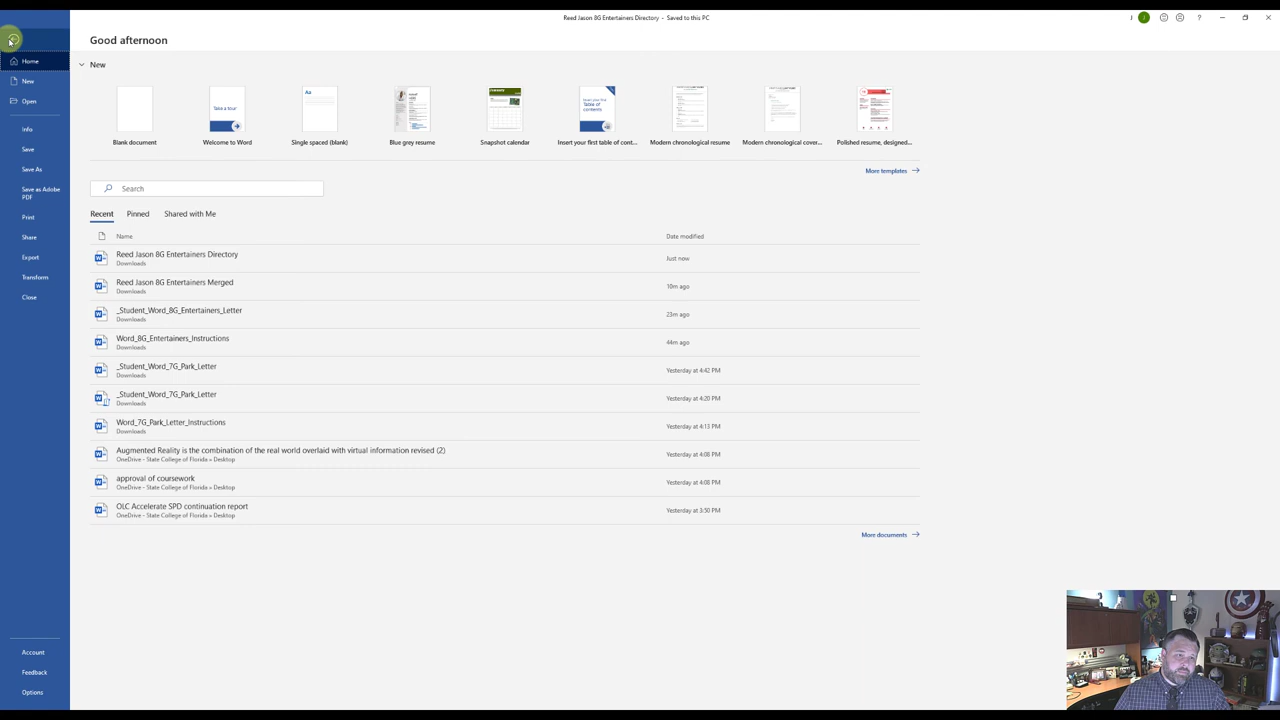 Reed Jason 8G Entertainers Directory - Saved to this PC
J
J
?
Good afternoon
Home
New
Open
Info
Save
Save As
Save as Adobe
PDF
Print
Share
Export
Transform
Close
Account
Feedback
Options
New
Take a tour
Aa
Blank document
Welcome to Word
Single spaced (blank)
Blue grey resume
Snapshot calendar
Insert your first table of cont...
Modern chronological resume
Modern chronological cover...
Polished resume, designed...
More templates
Search
Recent
Pinned
Shared with Me
Name
Date modified
Reed Jason 8G Entertainers Directory
Downloads
Just now
Reed Jason 8G Entertainers Merged
Downloads
10m ago
_Student_Word_8G_Entertainers_Letter
Downloads
23m ago
Word_8G_Entertainers_Instructions
Downloads
44m ago
_Student_Word_7G_Park_Letter
Downloads
Yesterday at 4:42 PM
_Student_Word_7G_Park_Letter
Downloads
Yesterday at 4:20 PM
Word_7G_Park_Letter_Instructions
Downloads
Yesterday at 4:13 PM
Augmented Reality is the combination of the real world overlaid with virtual information revised (2)
OneDrive - State College of Florida » Desktop
Yesterday at 4:08 PM
approval of coursework
OneDrive - State College of Florida » Desktop
Yesterday at 4:08 PM
OLC Accelerate SPD continuation report
OneDrive - State College of Florida » Desktop
Yesterday at 3:50 PM
More documents